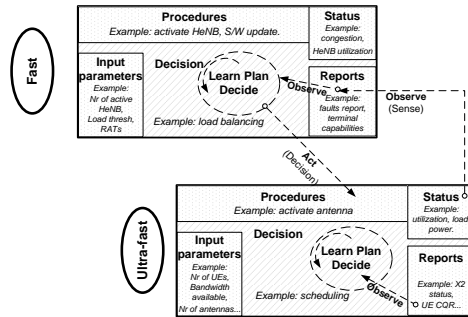 Fast
Procedures
Example: activate HeNB, S/W update.
Status
Example:
congestion,
HeNB utilization
Input
parameters
Example:
Nr of active
HeNB,
Load thresh,
RATs
Decision
Learn Plan
Decide
Example: load balancing
Observe
Reports
Example:
faults report,
terminal
capabilities
Observe
(Sense)
Act
(Decision)
Ultra-fast
Procedures
Example: activate antenna
Status
Example:
utilization, load
power.
Input
parameters
Example:
Nr of UEs,
Bandwidth
available,
Nr of antennas...
Decision
Learn Plan
Decide
Example: scheduling
Observe
Reports
Example: X2
status,
UE CQR...